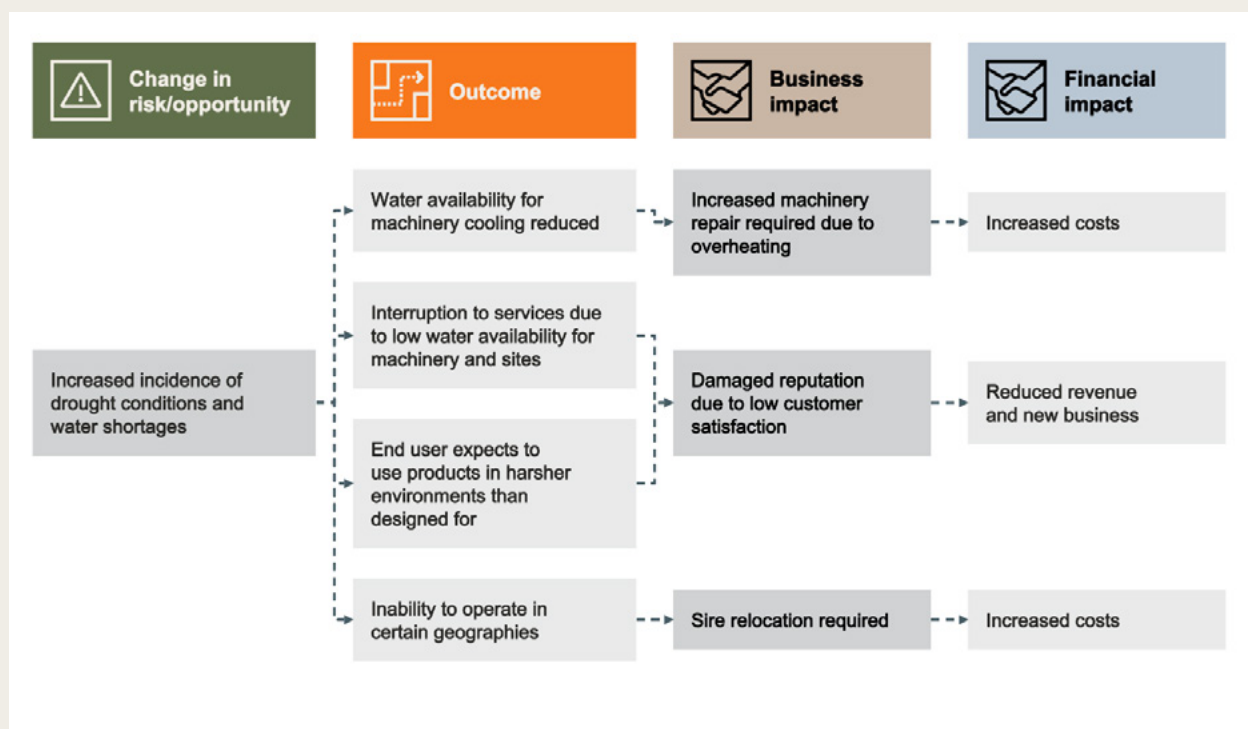 Change in
risk/opportunity
Outcome
Business
impact
Financial
impact
Increased incidence of
drought conditions and
water shortages
Water availability for
machinery cooling reduced
Increased machinery
repair required due to
overheating
Increased costs
Interruption to services due
to low water availability for
machinery and sites
End user expects to
use products in harsher
environments than
designed for
Damaged reputation
due to low customer
satisfaction
Reduced revenue
and new business
Inability to operate in
certain geographies
Sire relocation required
Increased costs